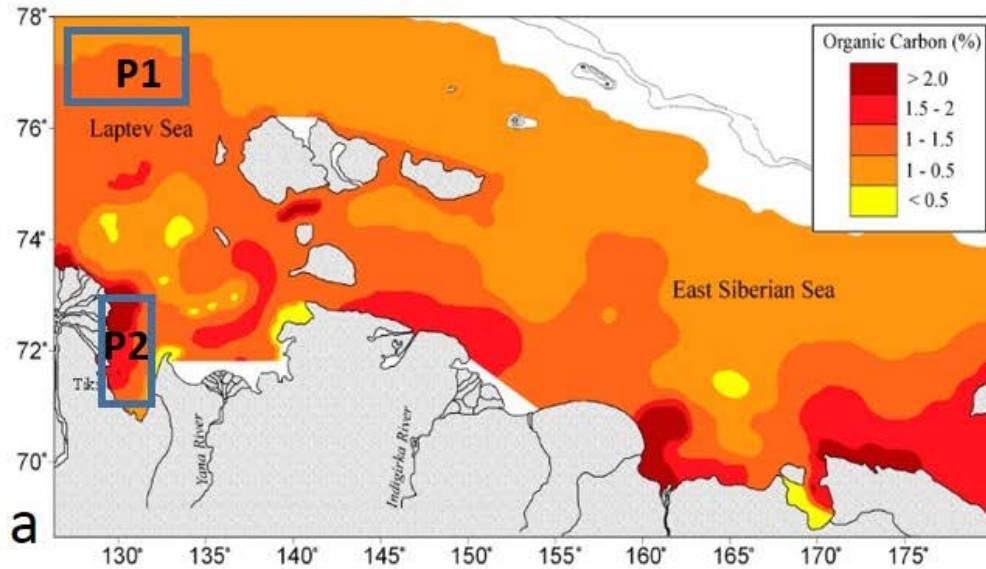 78°
76°
74°
72°
70°
P1
Laptev Sea
P2
Tiksi
East Siberian Sea
Yana River
Indigirka River
Organic Carbon (%)
> 2.0
1.5 - 2
1 - 1.5
1 - 0.5
< 0.5
a
130° 135° 140° 145° 150° 155° 160° 165° 170° 175°